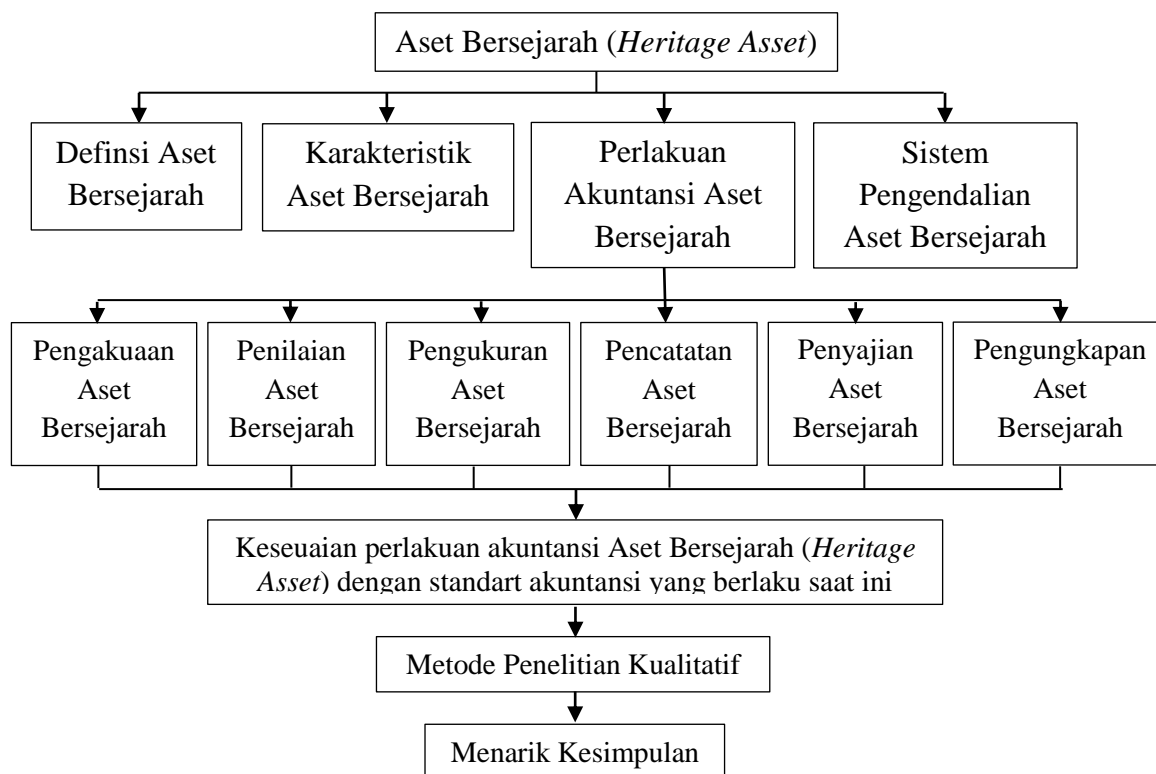 Aset Bersejarah (Heritage Asset)
Definsi Aset
Bersejarah
Karakteristik
Aset Bersejarah
Perlakuan
Akuntansi Aset
Bersejarah
Sistem
Pengendalian
Aset Bersejarah
Pengakuaan
Aset
Bersejarah
Penilaian
Aset
Bersejarah
Pengukuran
Aset
Bersejarah
Pencatatan
Aset
Bersejarah
Penyajian
Aset
Bersejarah
Pengungkapan
Aset
Bersejarah
Keseuaian perlakuan akuntansi Aset Bersejarah (Heritage
Asset) dengan standart akuntansi yang berlaku saat ini
Metode Penelitian Kualitatif
Menarik Kesimpulan